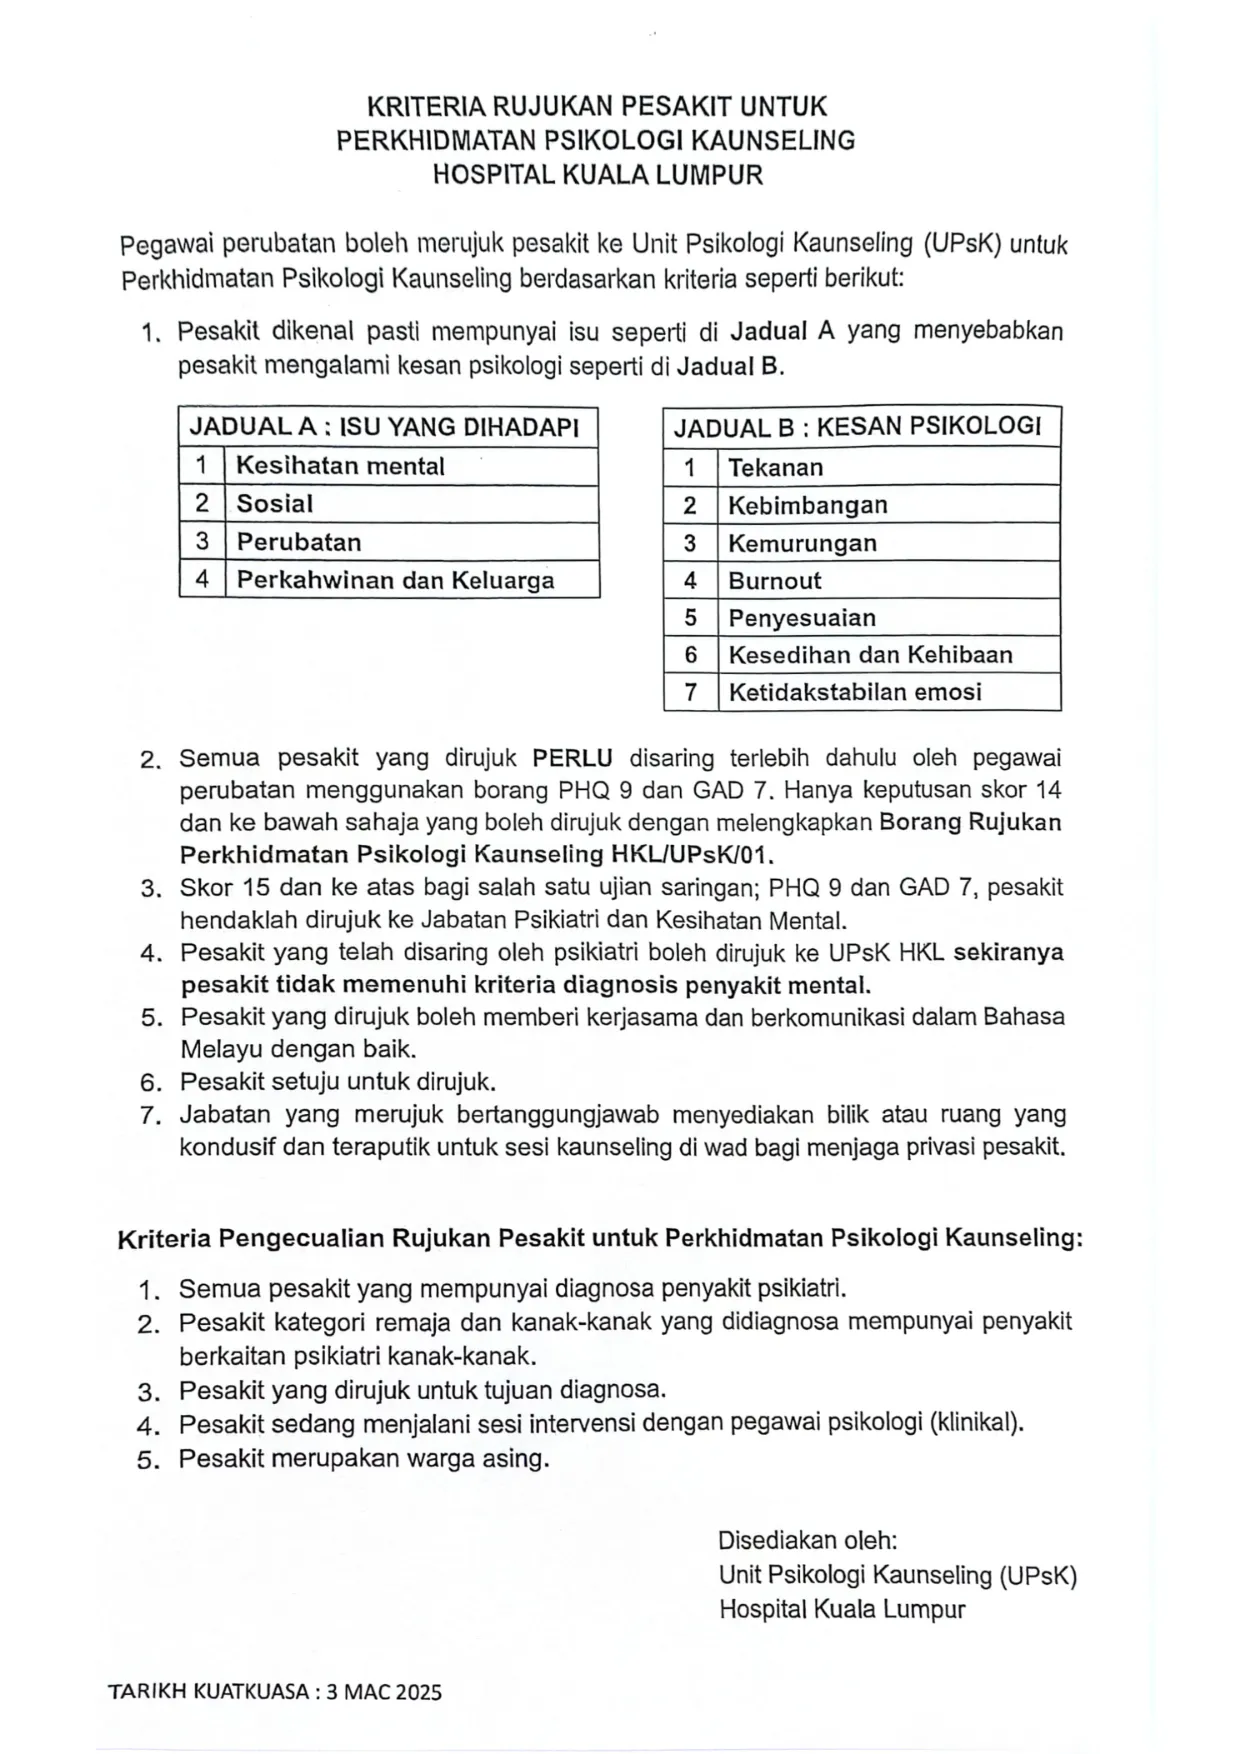 KRITERIA RUJUKAN PESAKIT UNTUK
PERKHIDMATAN PSIKOLOGI KAUNSELING
HOSPITAL KUALA LUMPUR
Pegawai perubatan boleh merujuk pesakit ke Unit Psikologi Kaunseling (UPsK) untuk
Perkhidmatan Psikologi Kaunseling berdasarkan kriteria seperti berikut:
1. Pesakit dikenal pasti mempunyai isu seperti di Jadual A yang menyebabkan
pesakit mengalami kesan psikologi seperti di Jadual B.
JADUAL A : ISU YANG DIHADAPI
1 Kesihatan mental
2 Sosial
3 Perubatan
4 Perkahwinan dan Keluarga
JADUAL B : KESAN PSIKOLOGI
1 Tekanan
2 Kebimbangan
3 Kemurungan
4 Burnout
5 Penyesuaian
6 Kesedihan dan Kehibaan
7 Ketidakstabilan emosi
2. Semua pesakit yang dirujuk PERLU disaring terlebih dahulu oleh pegawai
perubatan menggunakan borang PHQ 9 dan GAD 7. Hanya keputusan skor 14
dan ke bawah sahaja yang boleh dirujuk dengan melengkapkan Borang Rujukan
Perkhidmatan Psikologi Kaunseling HKL/UPsK/01.
3. Skor 15 dan ke atas bagi salah satu ujian saringan; PHQ 9 dan GAD 7, pesakit
hendaklah dirujuk ke Jabatan Psikiatri dan Kesihatan Mental.
4. Pesakit yang telah disaring oleh psikiatri boleh dirujuk ke UPsK HKL sekiranya
pesakit tidak memenuhi kriteria diagnosis penyakit mental.
5. Pesakit yang dirujuk boleh memberi kerjasama dan berkomunikasi dalam Bahasa
Melayu dengan baik.
6. Pesakit setuju untuk dirujuk.
7. Jabatan yang merujuk bertanggungjawab menyediakan bilik atau ruang yang
kondusif dan teraputik untuk sesi kaunseling di wad bagi menjaga privasi pesakit.
Kriteria Pengecualian Rujukan Pesakit untuk Perkhidmatan Psikologi Kaunseling:
1. Semua pesakit yang mempunyai diagnosa penyakit psikiatri.
2. Pesakit kategori remaja dan kanak-kanak yang didiagnosa mempunyai penyakit
berkaitan psikiatri kanak-kanak.
3. Pesakit yang dirujuk untuk tujuan diagnosa.
4. Pesakit sedang menjalani sesi intervensi dengan pegawai psikologi (klinikal).
5. Pesakit merupakan warga asing.
Disediakan oleh:
Unit Psikologi Kaunseling (UPsK)
Hospital Kuala Lumpur
TARIKH KUATKUASA : 3 MAC 2025